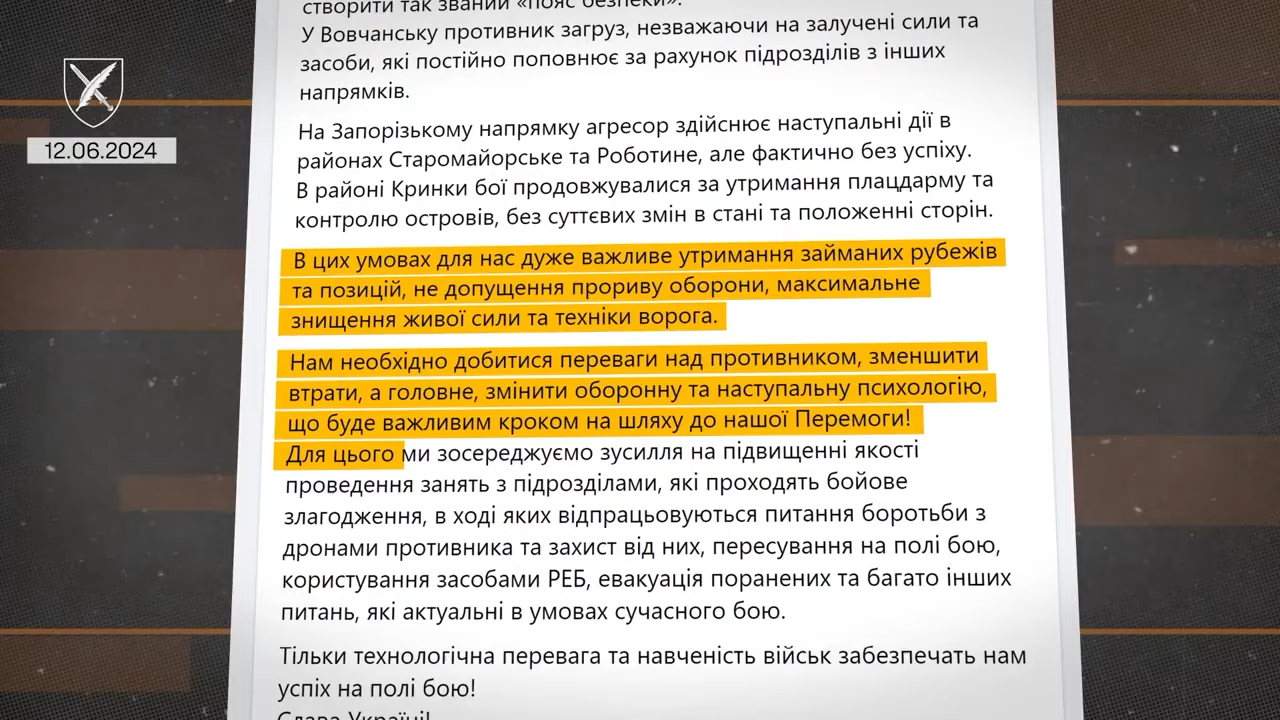 створити так званий «пояс безпеки».
У Вовчанську противник загруз, незважаючи на залучені сили та
засоби, які постійно поповнює за рахунок підрозділів з інших
напрямків.
12.06.2024
На Запорізькому напрямку агресор здійснює наступальні дії в
районах Старомайорське та Роботине, але фактично без успіху.
В районі Кринки бої продовжувалися за утримання плацдарму та
контролю островів, без суттєвих змін в стані та положенні сторін.
В цих умовах для нас дуже важливе утримання займаних рубежів
та позицій, не допущення прориву оборони, максимальне
знищення живої сили та техніки ворога.
Нам необхідно добитися переваги над противником, зменшити
втрати, а головне, змінити оборонну та наступальну психологію,
що буде важливим кроком на шляху до нашої Перемоги!
Для цього ми зосереджуємо зусилля на підвищенні якості
проведення занять з підрозділами, які проходять бойове
злагодження, в ході яких відпрацьовуються питання боротьби з
дронами противника та захист від них, пересування на полі бою,
користування засобами РЕБ, евакуація поранених та багато інших
питань, які актуальні в умовах сучасного бою.
Тільки технологічна перевага та навченість військ забезпечать нам
успіх на полі бою!
Слава Україні!